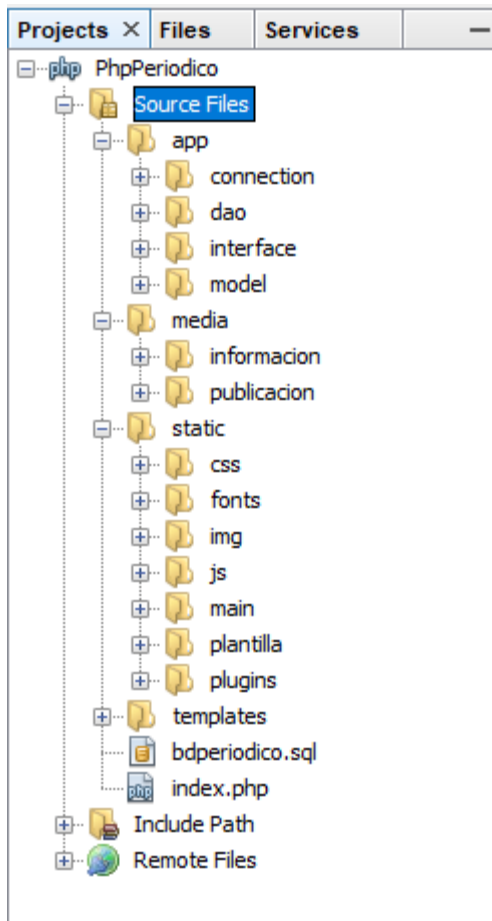 Projects Files Services
php PhpPeriodico
Source Files
app
connection
dao
interface
model
media
informacion
publicacion
static
css
fonts
img
js
main
plantilla
plugins
templates
bdperiodico.sql
php index.php
Include Path
Remote Files